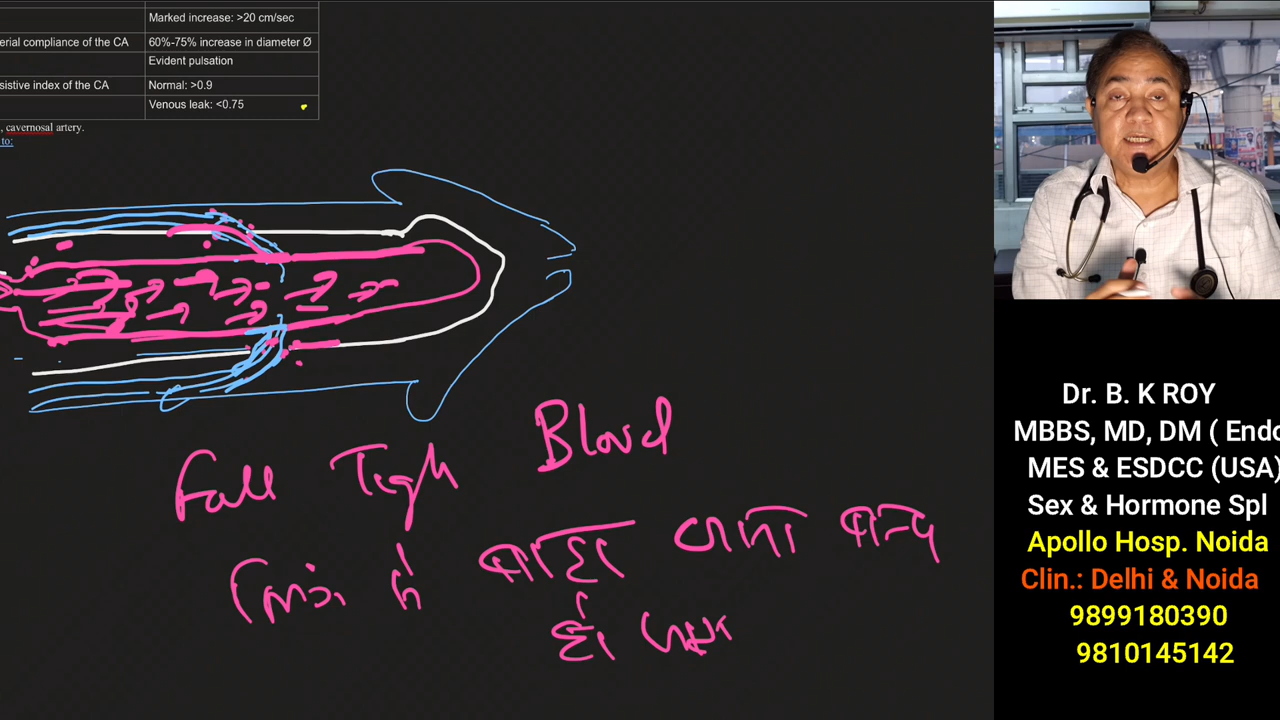 Marked increase: >20 cm/sec
erial compliance of the CA 60%-75% increase in diameter Ø
Evident pulsation
sistive index of the CA Normal: >0.9
Venous leak: <0.75
, cavernosal artery.
to:
Blood
Dr. B. K ROY
MBBS, MD, DM ( Endo
MES & ESDCC (USA)
Sex & Hormone Spl
Apollo Hosp. Noida
Clin.: Delhi & Noida
9899180390
9810145142